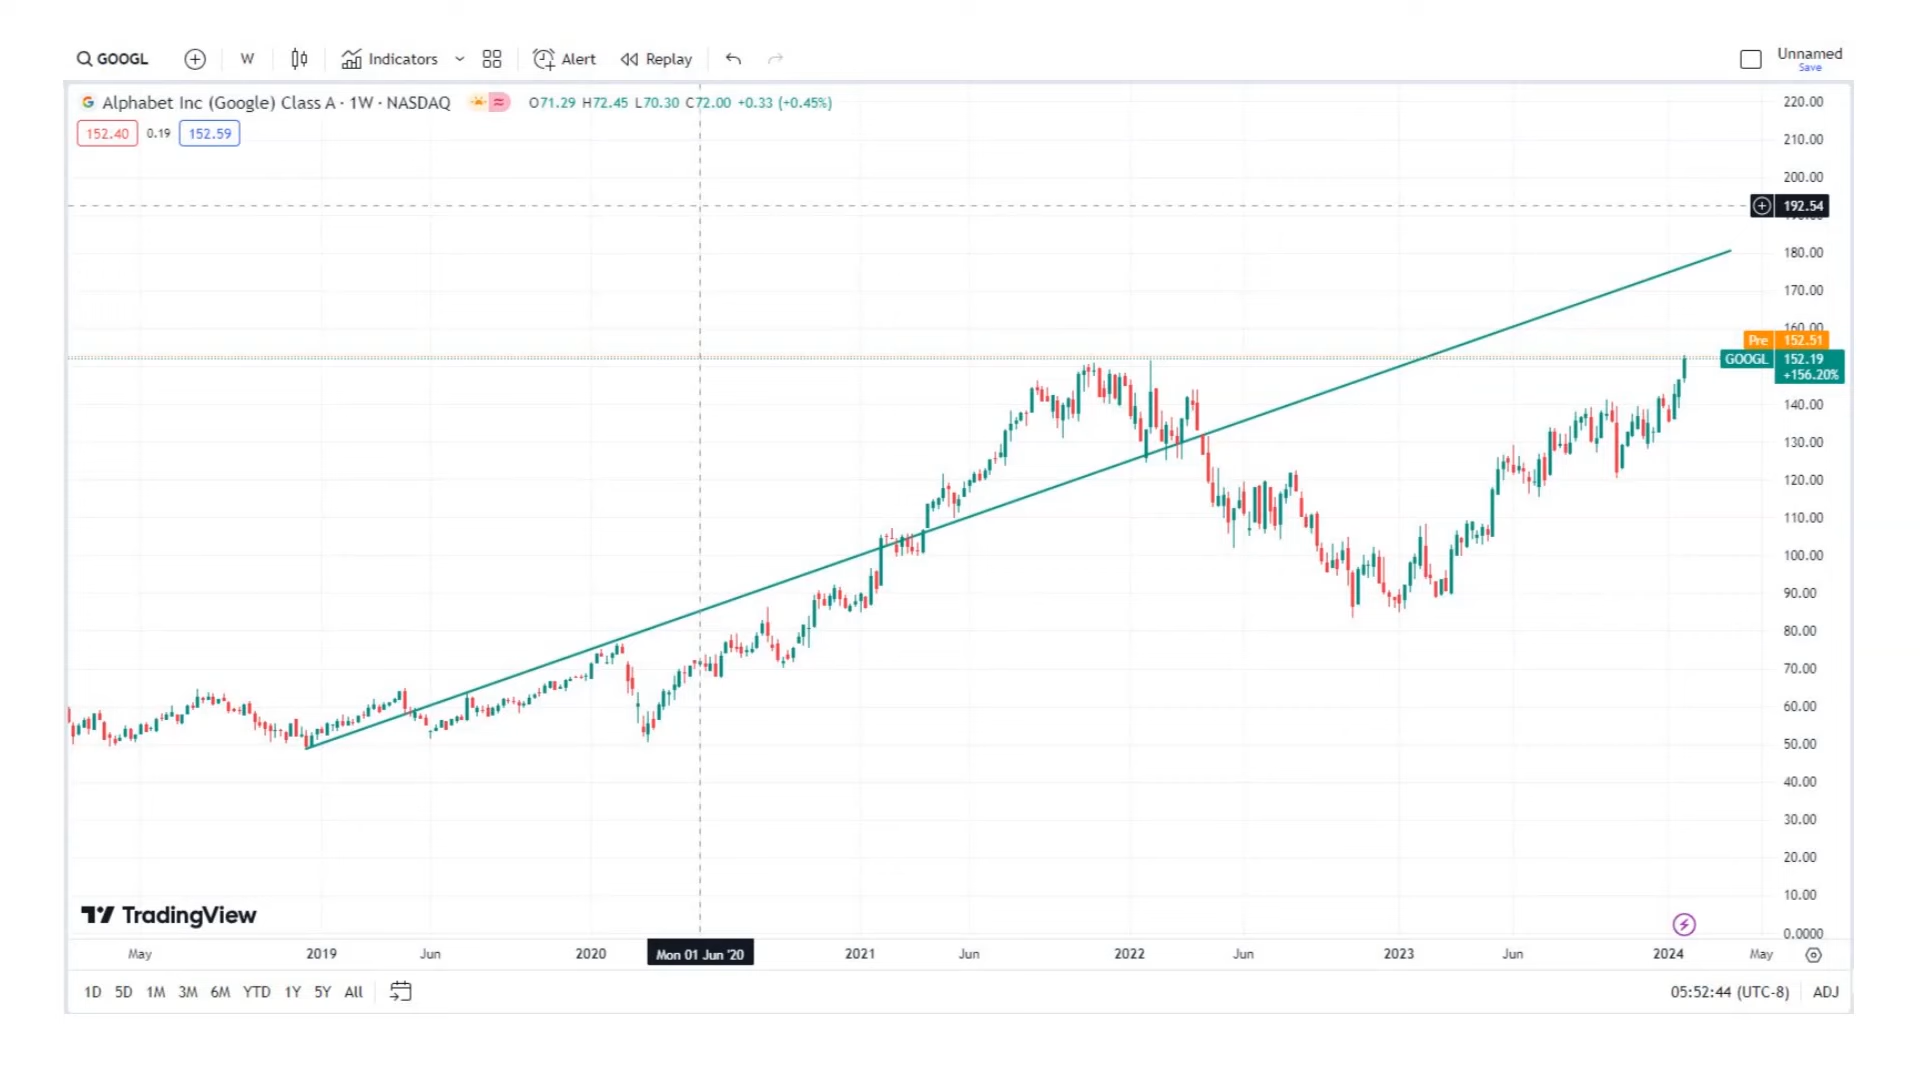 GOOGL W Indicators Alert Replay Unnamed
Save
Alphabet Inc (Google) Class A · 1W · NASDAQ O71.29 H72.45 L70.30 C72.00 +0.33 (+0.45%)
152.40 0.19 152.59
220.00
210.00
200.00
192.54
180.00
170.00
160.00
Pre 152.51
GOOGL 152.19
+156.20%
140.00
130.00
120.00
110.00
100.00
90.00
80.00
70.00
60.00
50.00
40.00
30.00
20.00
10.00
0.0000
TradingView
May 2019 Jun 2020 Mon 01 Jun '20 2021 Jun 2022 Jun 2023 Jun 2024 May
1D 5D 1M 3M 6M YTD 1Y 5Y All 05:52:44 (UTC-8) ADJ